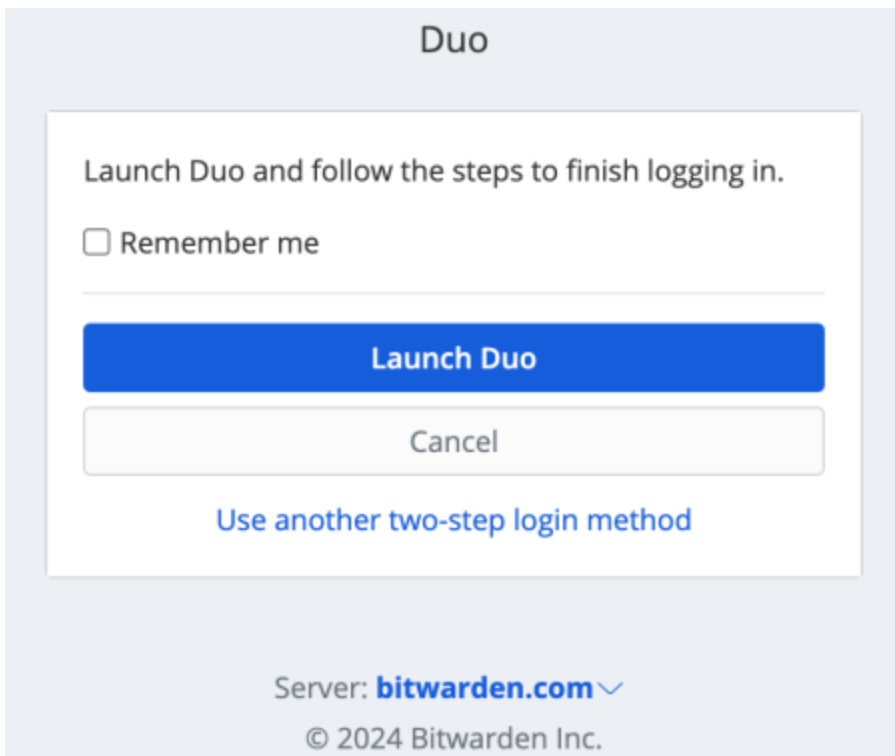 Duo
Launch Duo and follow the steps to finish logging in.
Remember me
Launch Duo
Cancel
Use another two-step login method
Server: bitwarden.com
© 2024 Bitwarden Inc.